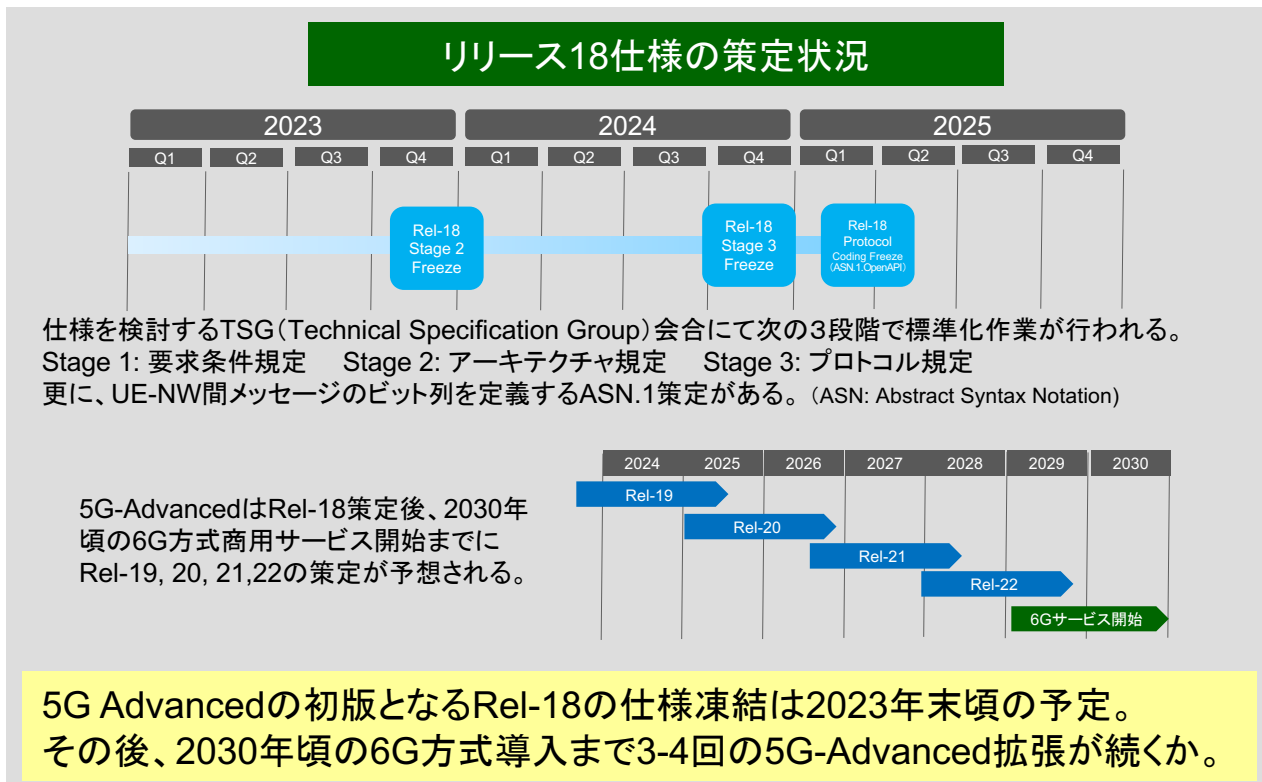 リリース18仕様の策定状況
2023 2024 2025
Q1 Q2 Q3 Q4 Q1 Q2 Q3 Q4 Q1 Q2 Q3 Q4
Rel-18
Stage 2
Freeze
Rel-18
Stage 3
Freeze
Rel-18
Protocol
Coding Freeze
(ASN.1.OpenAPI)
仕様を検討するTSG（Technical Specification Group）会合にて次の３段階で標準化作業が行われる。
Stage 1: 要求条件規定 Stage 2: アーキテクチャ規定 Stage 3: プロトコル規定
更に、UE-NW間メッセージのビット列を定義するASN.1策定がある。（ASN: Abstract Syntax Notation)
5G-AdvancedはRel-18策定後、2030年
頃の6G方式商用サービス開始までに
Rel-19, 20, 21,22の策定が予想される。
2024 2025 2026 2027 2028 2029 2030
Rel-19
Rel-20
Rel-21
Rel-22
6Gサービス開始
5G Advancedの初版となるRel-18の仕様凍結は2023年末頃の予定。
その後、2030年頃の6G方式導入まで3-4回の5G-Advanced拡張が続くか。